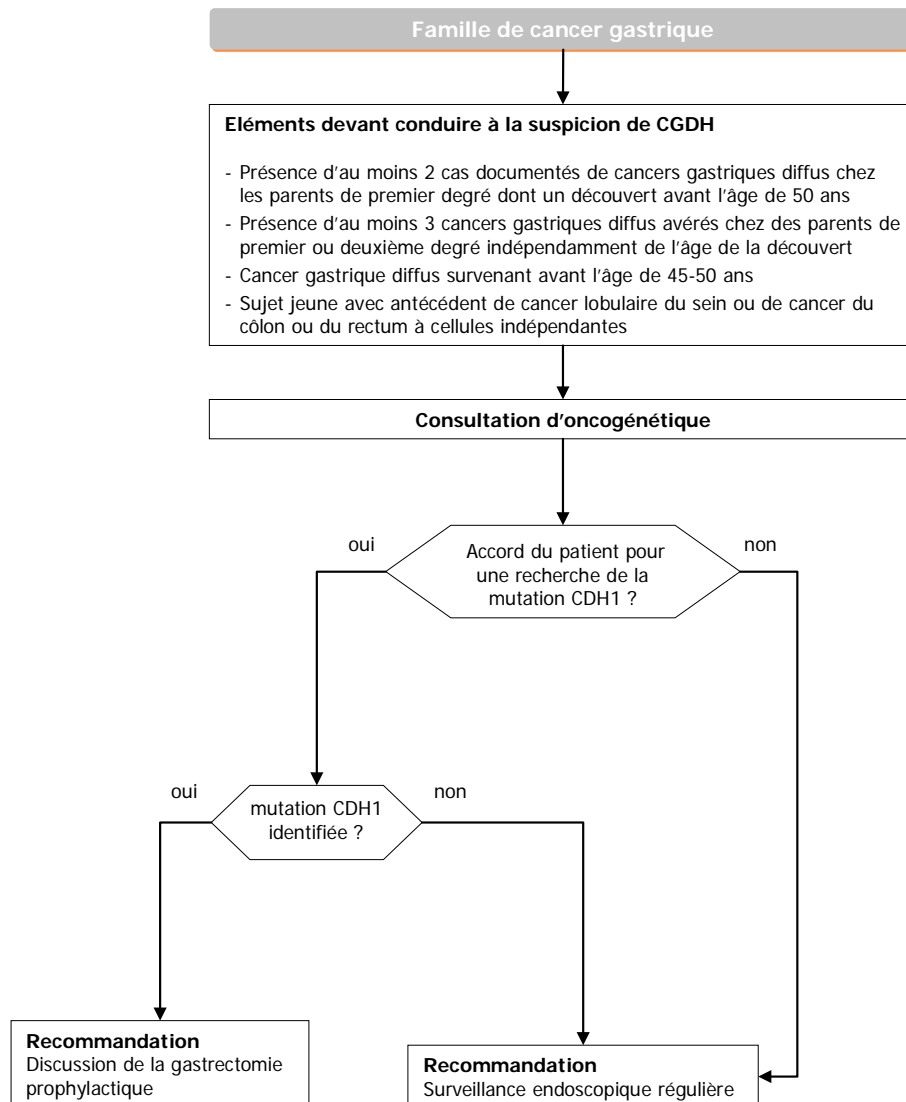 Famille de cancer gastrique
Eléments devant conduire à la suspicion de CGDH
- Présence d'au moins 2 cas documentés de cancers gastriques diffus chez
les parents de premier degré dont un découvert avant l'âge de 50 ans
- Présence d'au moins 3 cancers gastriques diffus avérés chez des parents de
premier ou deuxième degré indépendamment de l'âge de la découvert
- Cancer gastrique diffus survenant avant l'âge de 45-50 ans
- Sujet jeune avec antécédent de cancer lobulaire du sein ou de cancer du
côlon ou du rectum à cellules indépendantes
Consultation d'oncogénétique
oui
Accord du patient pour
une recherche de la
mutation CDH1 ?
non
oui
mutation CDH1
identifiée ?
non
Recommandation
Discussion de la gastrectomie
prophylactique
Recommandation
Surveillance endoscopique régulière